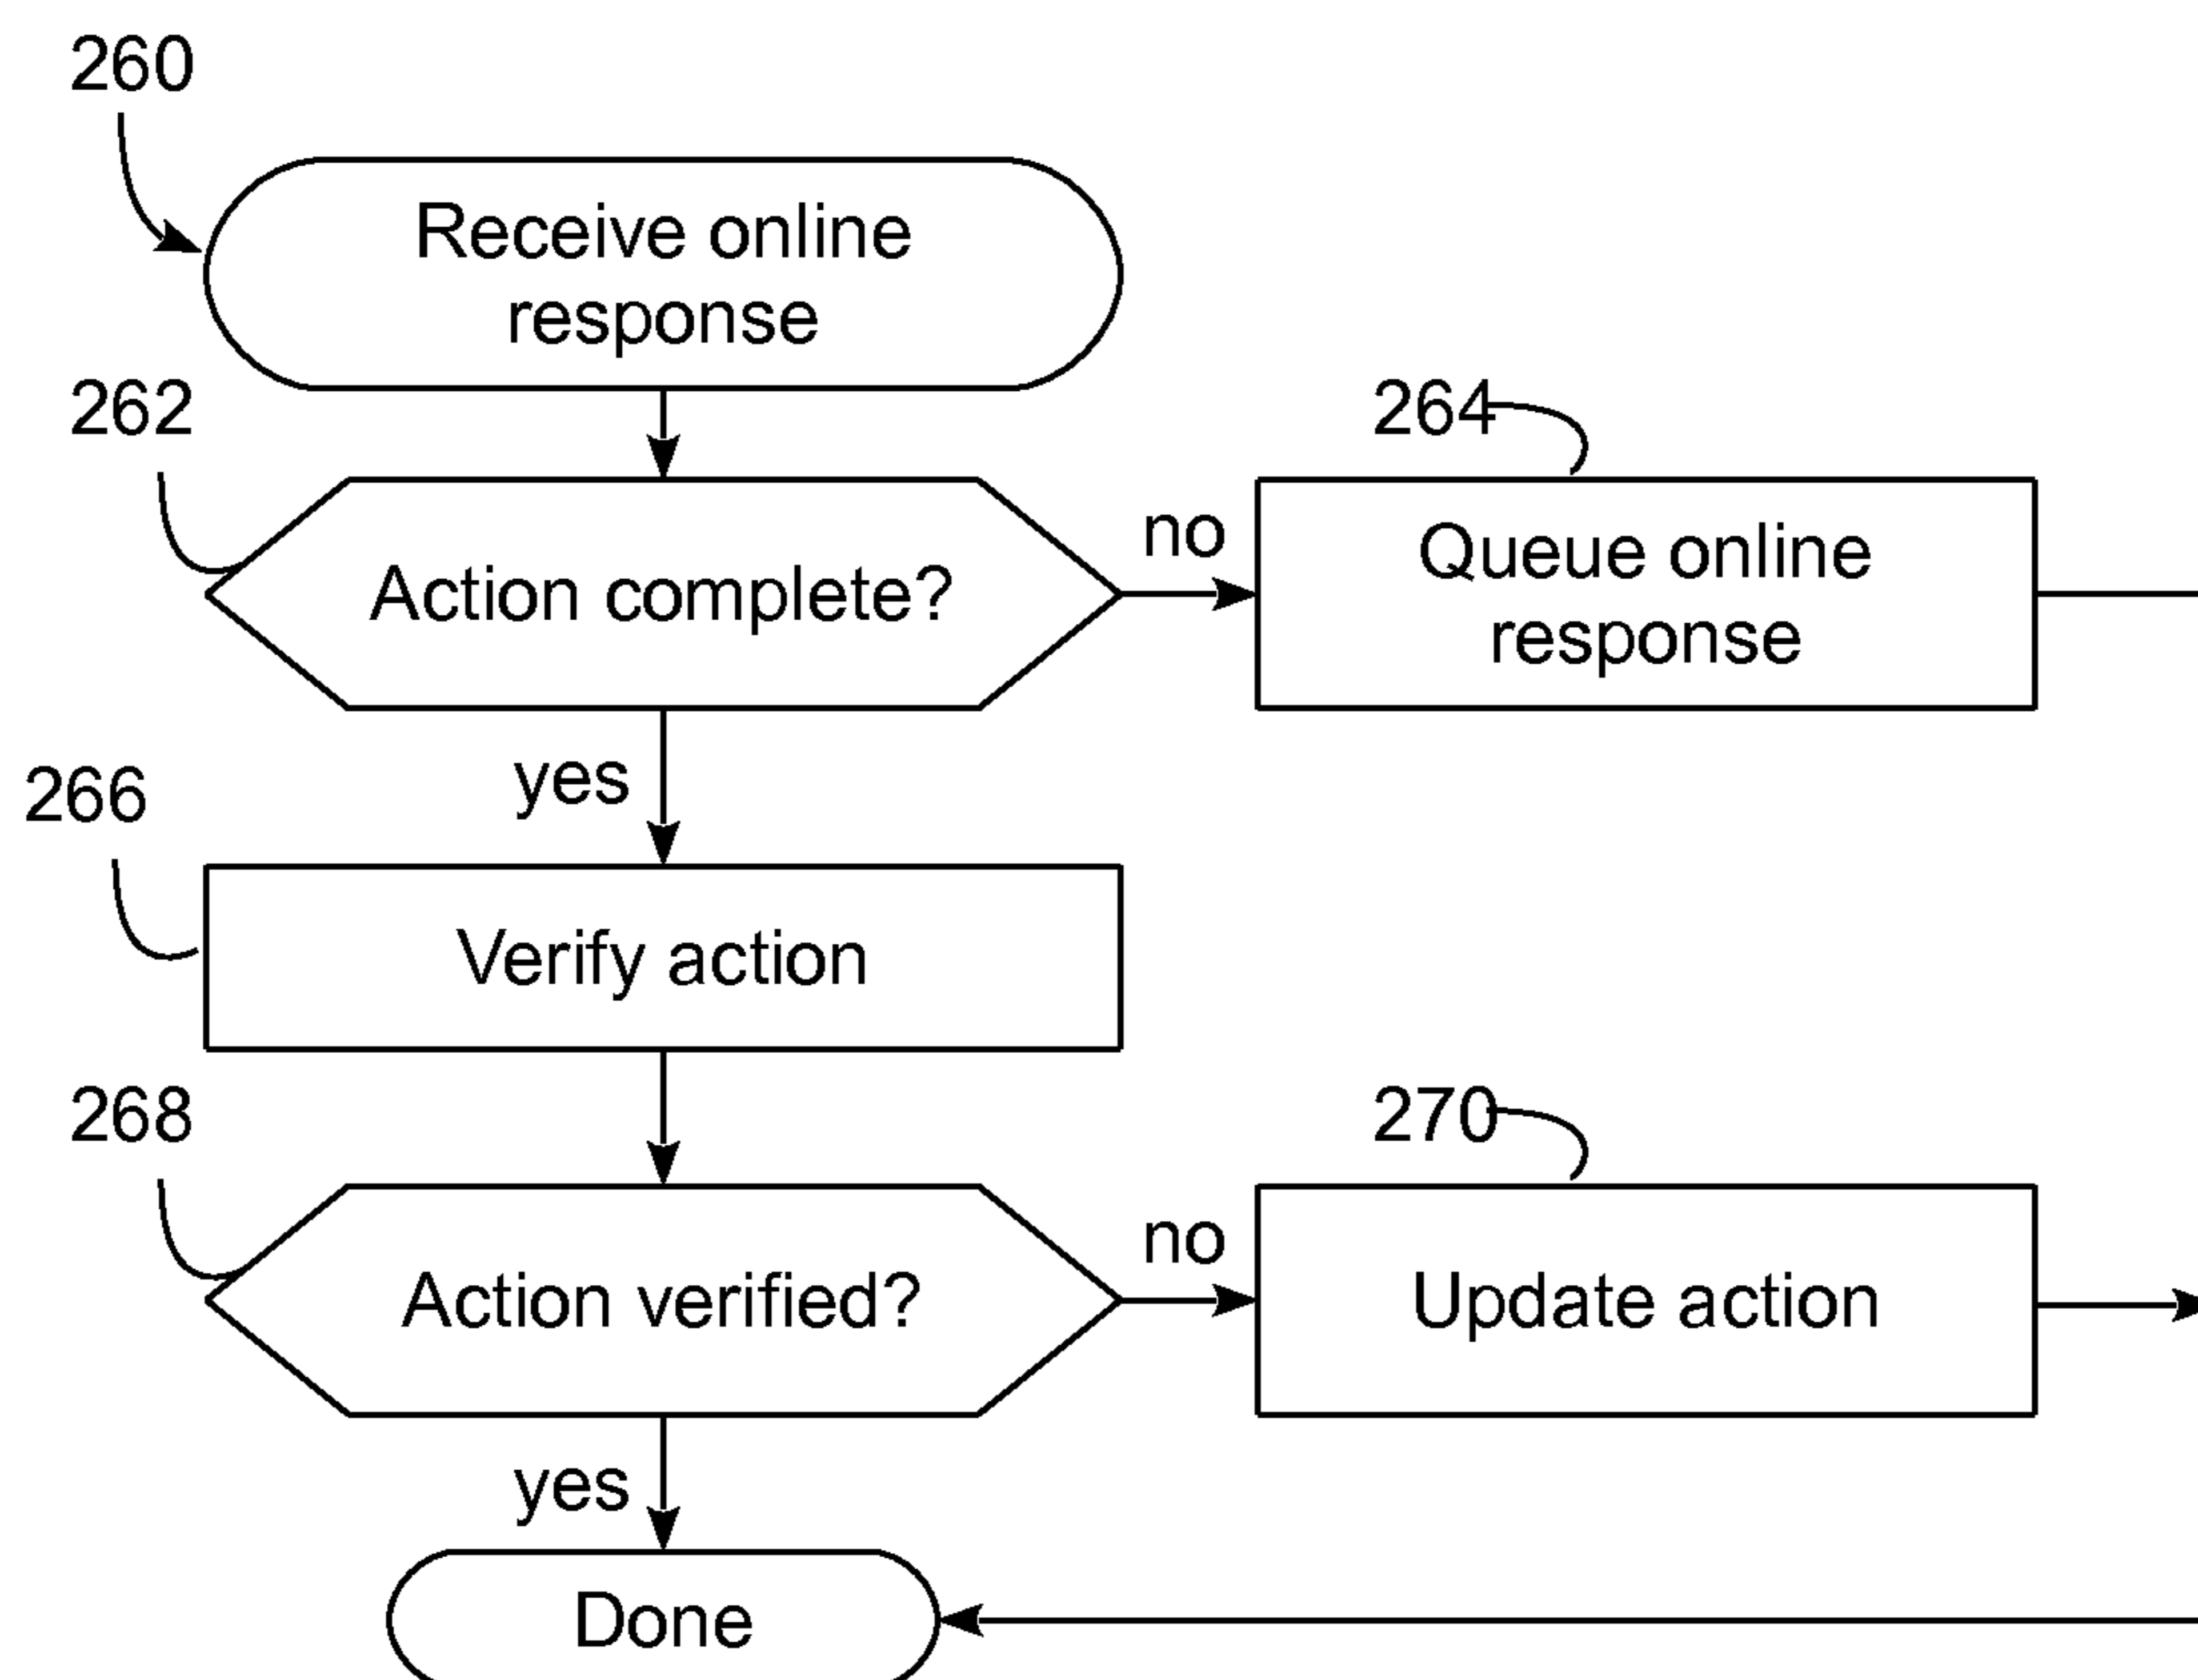 260
Receive online
response
262
Action complete?
no
264
Queue online
response
yes
266
Verify action
268
Action verified?
no
270
Update action
yes
Done